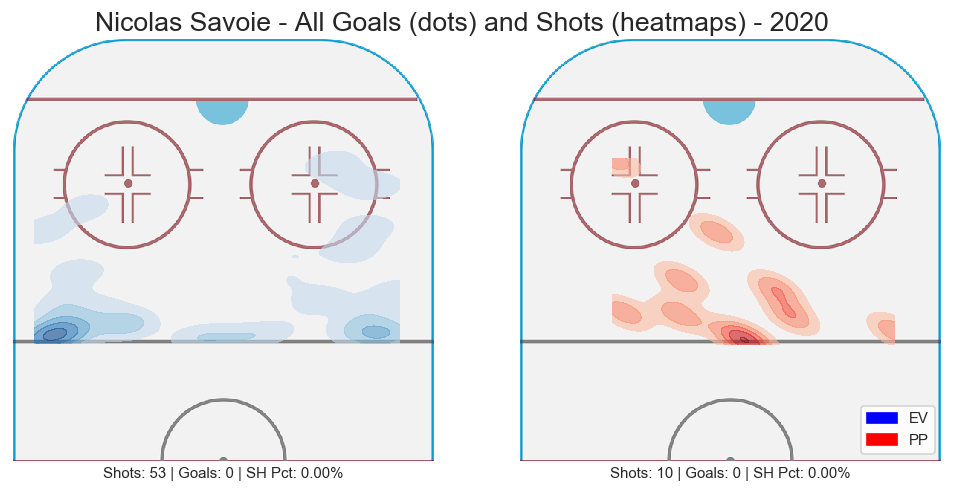 Nicolas Savoie - All Goals (dots) and Shots (heatmaps) - 2020
EV
PP
Shots: 53 | Goals: 0 | SH Pct: 0.00%
Shots: 10 | Goals: 0 | SH Pct: 0.00%